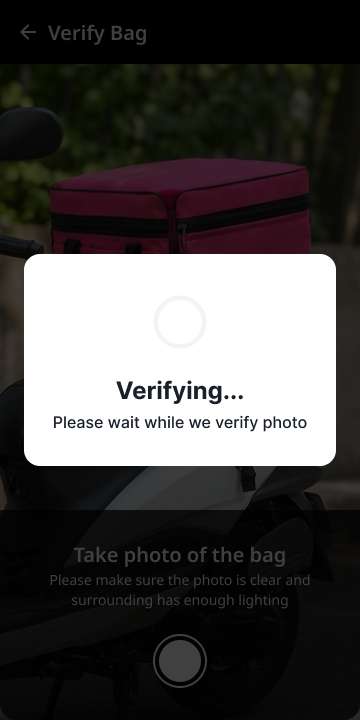 Verify Bag
Verifying...
Please wait while we verify photo
Take photo of the bag
Please make sure the photo is clear and
surrounding has enough lighting